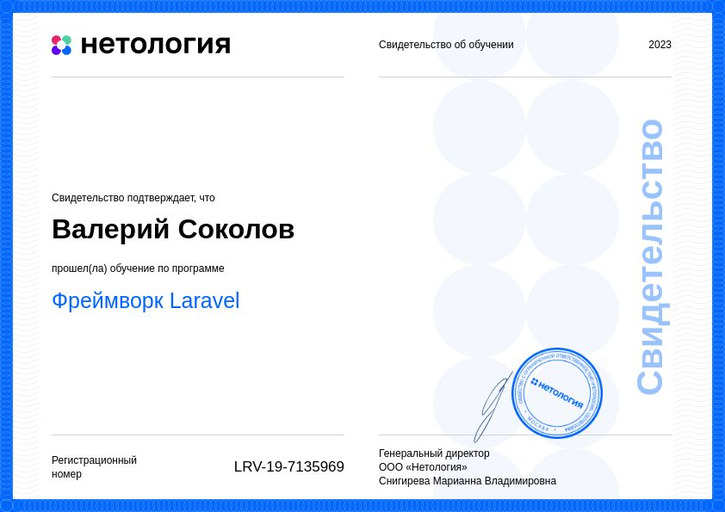 нетология
Свидетельство об обучении
2023
Свидетельство подтверждает, что
Валерий Соколов
прошел(ла) обучение по программе
Фреймворк Laravel
Свидетельство
нетология
Регистрационный
номер
LRV-19-7135969
Генеральный директор
ООО «Нетология»
Снигирева Марианна Владимировна